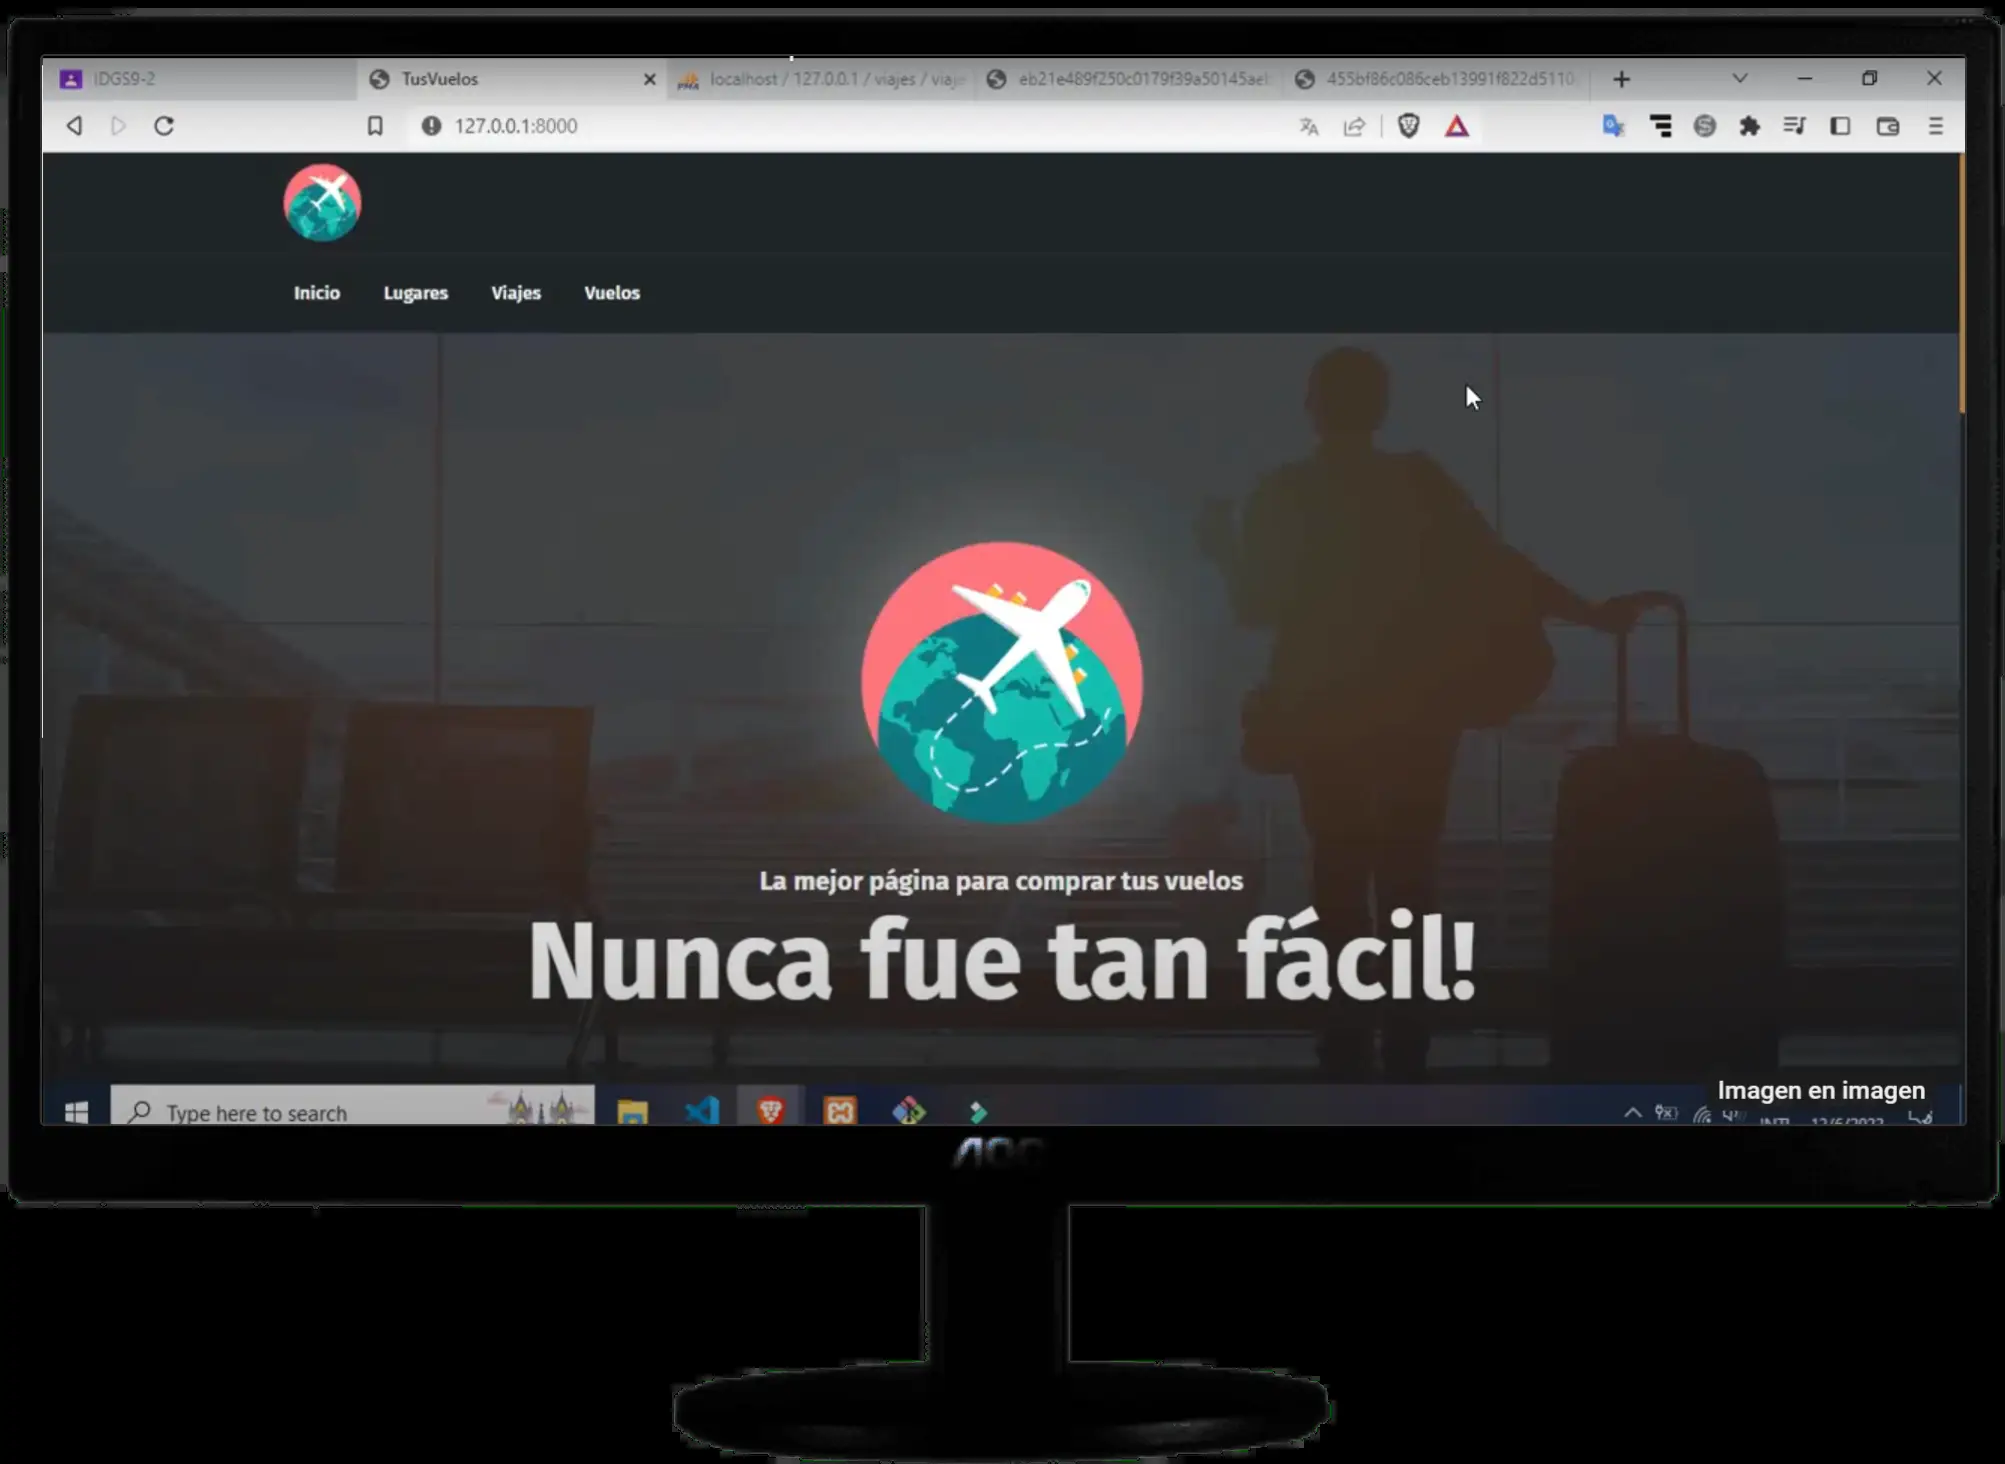 IDGS9-2
TusVuelos
localhost / 127.0.0.1 / viajes / viaje
eb21e489f250c0179f39a50145ae
455bf86c086ceb13991f822d5110
127.0.0.1:8000
Inicio Lugares Viajes Vuelos
La mejor página para comprar tus vuelos
Nunca fue tan fácil!
Imagen en imagen
Type here to search
AOC